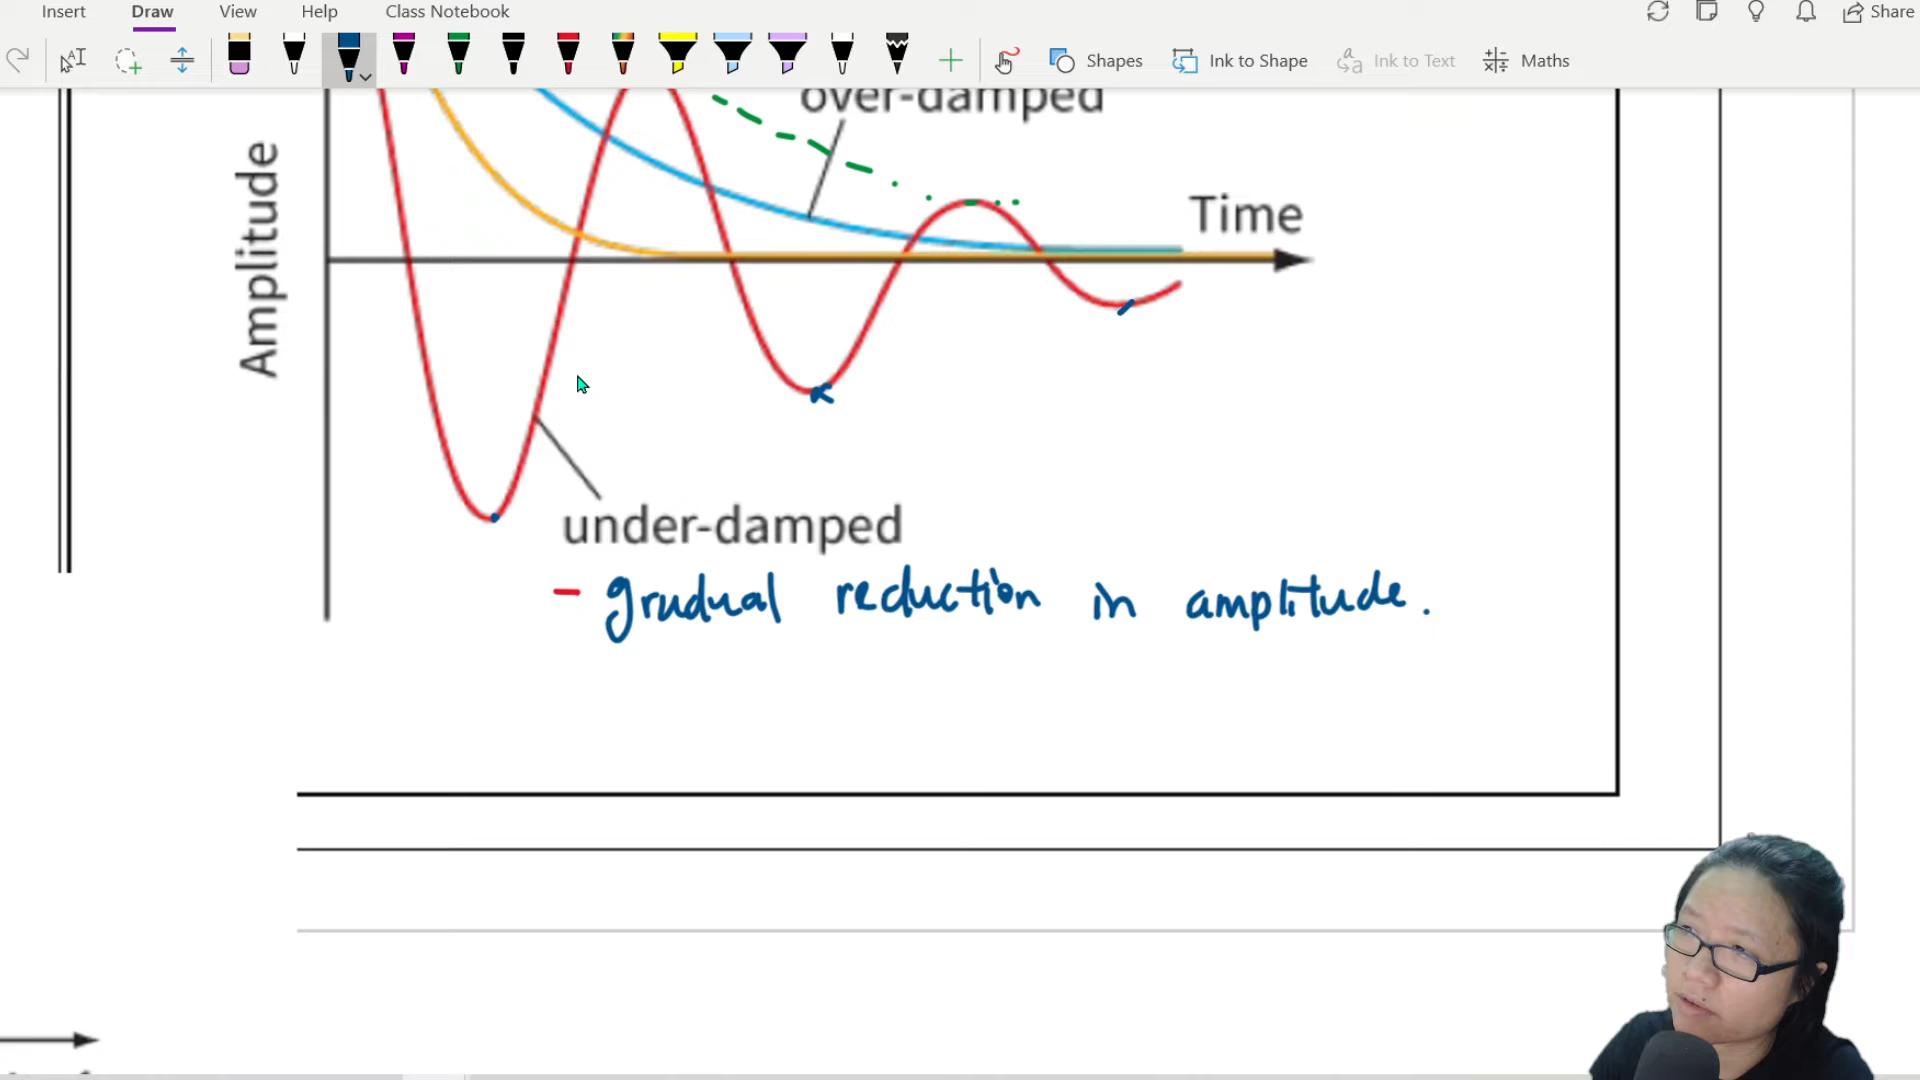 Insert Draw View Help Class Notebook Share
Shapes Ink to Shape Ink to Text Maths
over-damped
Time
Amplitude
under-damped
- gradual reduction in amplitude.